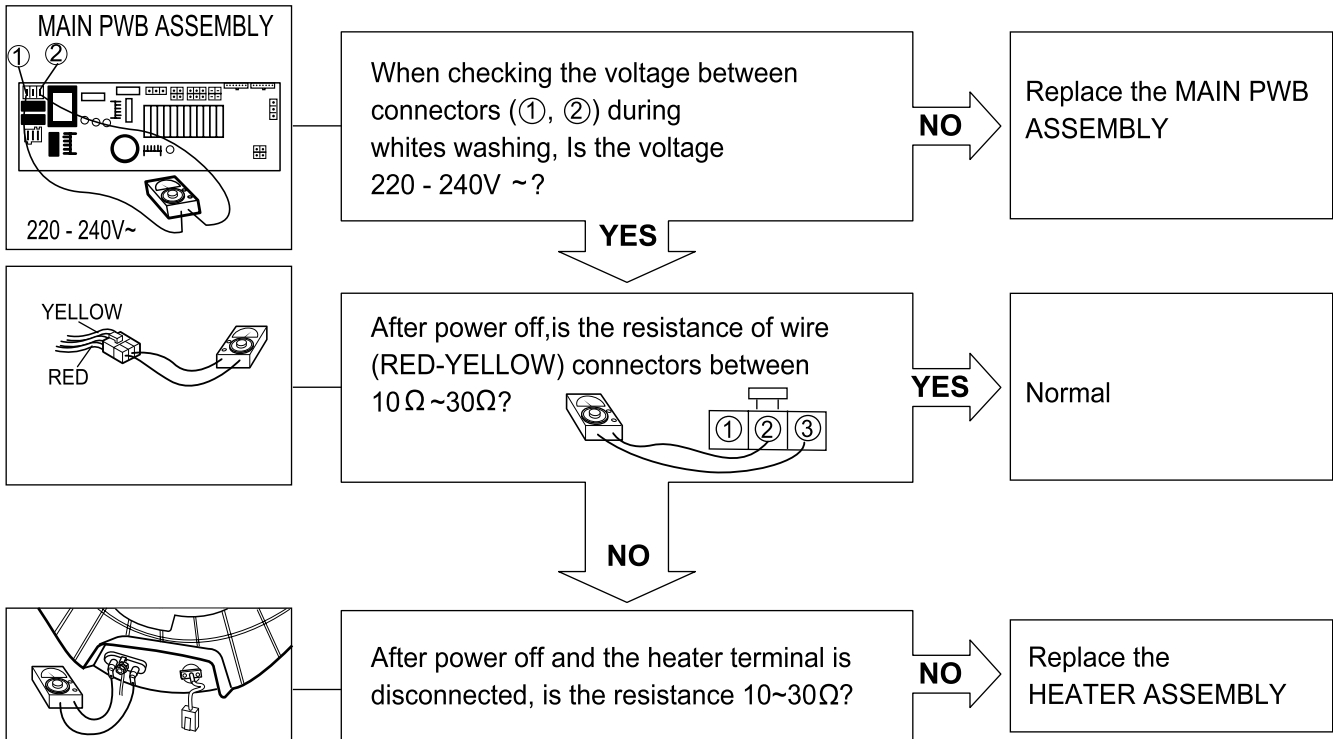 MAIN PWB ASSEMBLY
① ②
220 - 240V~
When checking the voltage between
connectors (①, ②) during
whites washing, Is the voltage
220 - 240V ~?
NO
Replace the MAIN PWB
ASSEMBLY
YES
YELLOW
RED
After power off,is the resistance of wire
(RED-YELLOW) connectors between
10 Ω ~30Ω?
① ② ③
YES
Normal
NO
After power off and the heater terminal is
disconnected, is the resistance 10~30Ω?
NO
Replace the
HEATER ASSEMBLY